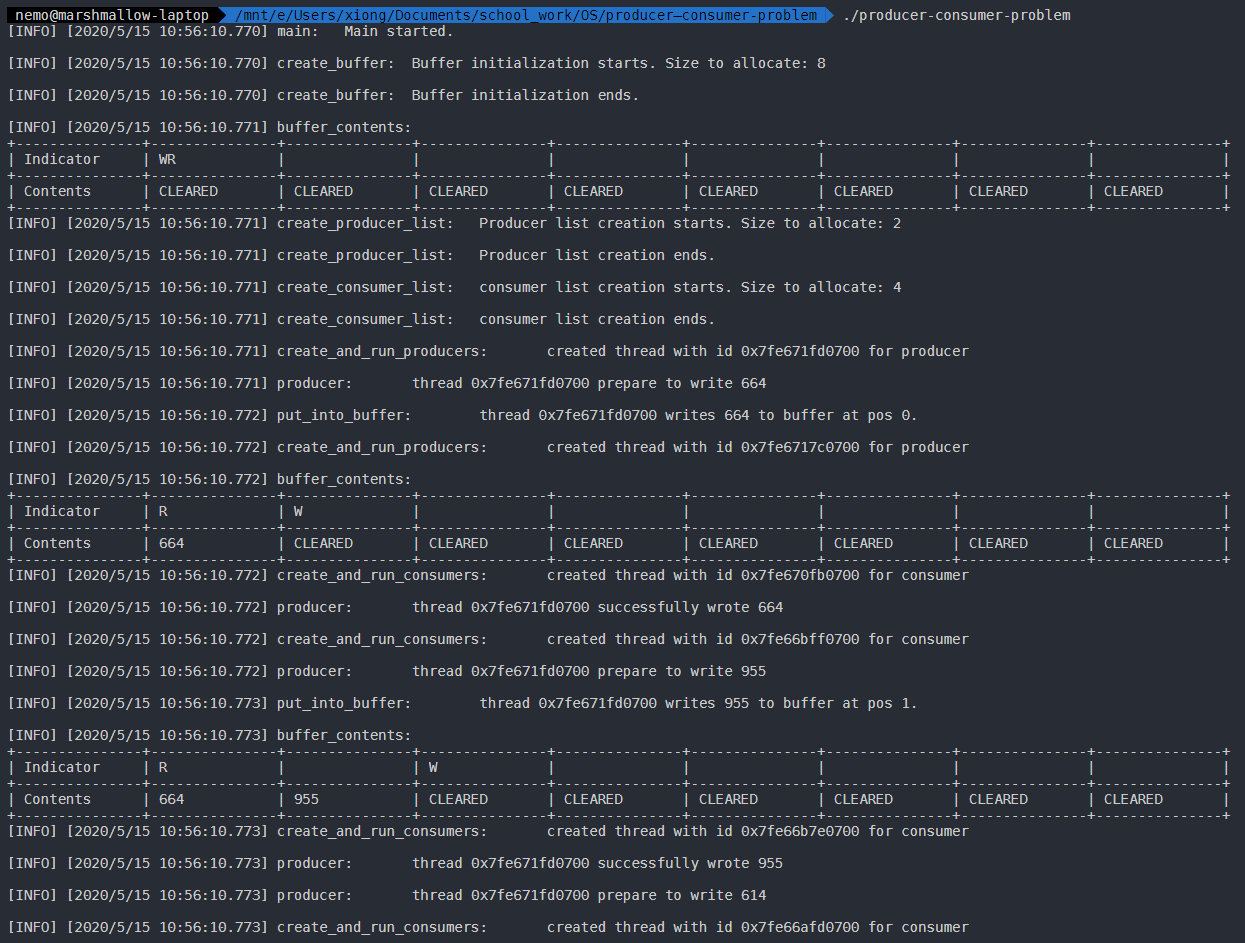 nemo@marshmallow-laptop /mnt/e/Users/xiong/Documents/school_work/OS/producer–consumer-problem ./producer-consumer-problem
[INFO] [2020/5/15 10:56:10.770] main:   Main started.
[INFO] [2020/5/15 10:56:10.770] create_buffer:  Buffer initialization starts. Size to allocate: 8
[INFO] [2020/5/15 10:56:10.770] create_buffer:  Buffer initialization ends.
[INFO] [2020/5/15 10:56:10.771] buffer_contents:
+---------------+---------------+---------------+---------------+---------------+---------------+---------------+---------------+---------------+
| Indicator     | WR            |               |               |               |               |               |               |               |
+---------------+---------------+---------------+---------------+---------------+---------------+---------------+---------------+---------------+
| Contents      | CLEARED       | CLEARED       | CLEARED       | CLEARED       | CLEARED       | CLEARED       | CLEARED       | CLEARED       |
+---------------+---------------+---------------+---------------+---------------+---------------+---------------+---------------+---------------+
[INFO] [2020/5/15 10:56:10.771] create_producer_list:   Producer list creation starts. Size to allocate: 2
[INFO] [2020/5/15 10:56:10.771] create_producer_list:   Producer list creation ends.
[INFO] [2020/5/15 10:56:10.771] create_consumer_list:   consumer list creation starts. Size to allocate: 4
[INFO] [2020/5/15 10:56:10.771] create_consumer_list:   consumer list creation ends.
[INFO] [2020/5/15 10:56:10.771] create_and_run_producers:       created thread with id 0x7fe671fd0700 for producer
[INFO] [2020/5/15 10:56:10.771] producer:       thread 0x7fe671fd0700 prepare to write 664
[INFO] [2020/5/15 10:56:10.772] put_into_buffer:        thread 0x7fe671fd0700 writes 664 to buffer at pos 0.
[INFO] [2020/5/15 10:56:10.772] create_and_run_producers:       created thread with id 0x7fe6717c0700 for producer
[INFO] [2020/5/15 10:56:10.772] buffer_contents:
+---------------+---------------+---------------+---------------+---------------+---------------+---------------+---------------+---------------+
| Indicator     | R             | W             |               |               |               |               |               |               |
+---------------+---------------+---------------+---------------+---------------+---------------+---------------+---------------+---------------+
| Contents      | 664           | CLEARED       | CLEARED       | CLEARED       | CLEARED       | CLEARED       | CLEARED       | CLEARED       |
+---------------+---------------+---------------+---------------+---------------+---------------+---------------+---------------+---------------+
[INFO] [2020/5/15 10:56:10.772] create_and_run_consumers:       created thread with id 0x7fe670fb0700 for consumer
[INFO] [2020/5/15 10:56:10.772] producer:       thread 0x7fe671fd0700 successfully wrote 664
[INFO] [2020/5/15 10:56:10.772] create_and_run_consumers:       created thread with id 0x7fe66bff0700 for consumer
[INFO] [2020/5/15 10:56:10.772] producer:       thread 0x7fe671fd0700 prepare to write 955
[INFO] [2020/5/15 10:56:10.773] put_into_buffer:        thread 0x7fe671fd0700 writes 955 to buffer at pos 1.
[INFO] [2020/5/15 10:56:10.773] buffer_contents:
+---------------+---------------+---------------+---------------+---------------+---------------+---------------+---------------+---------------+
| Indicator     | R             |               | W             |               |               |               |               |               |
+---------------+---------------+---------------+---------------+---------------+---------------+---------------+---------------+---------------+
| Contents      | 664           | 955           | CLEARED       | CLEARED       | CLEARED       | CLEARED       | CLEARED       | CLEARED       |
+---------------+---------------+---------------+---------------+---------------+---------------+---------------+---------------+---------------+
[INFO] [2020/5/15 10:56:10.773] create_and_run_consumers:       created thread with id 0x7fe66b7e0700 for consumer
[INFO] [2020/5/15 10:56:10.773] producer:       thread 0x7fe671fd0700 successfully wrote 955
[INFO] [2020/5/15 10:56:10.773] producer:       thread 0x7fe671fd0700 prepare to write 614
[INFO] [2020/5/15 10:56:10.773] create_and_run_consumers:       created thread with id 0x7fe66afd0700 for consumer